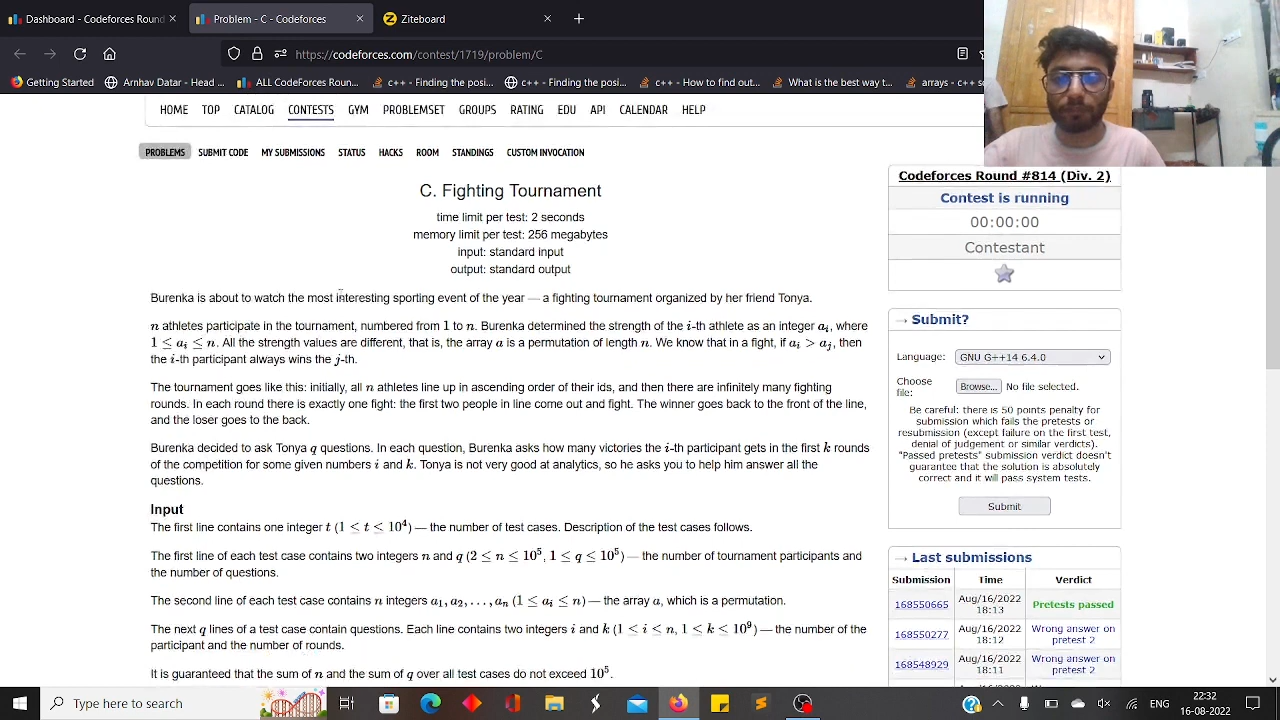 Dashboard - Codeforces Round
Problem - C - Codeforces
Ziteboard
https://codeforces.com/contest/1719/problem/C
Getting Started
Arnhav Datar - Head ...
ALL CodeForces Roun...
c++ - Finding the posi...
c++ - Finding the posi...
c++ - How to find out...
What is the best way t...
arrays - c++ s
HOME TOP CATALOG CONTESTS GYM PROBLEMSET GROUPS RATING EDU API CALENDAR HELP
PROBLEMS SUBMIT CODE MY SUBMISSIONS STATUS HACKS ROOM STANDINGS CUSTOM INVOCATION
C. Fighting Tournament
time limit per test: 2 seconds
memory limit per test: 256 megabytes
input: standard input
output: standard output
Burenka is about to watch the most interesting sporting event of the year — a fighting tournament organized by her friend Tonya.
n athletes participate in the tournament, numbered from 1 to n. Burenka determined the strength of the i-th athlete as an integer a_i, where
1 ≤ a_i ≤ n. All the strength values are different, that is, the array a is a permutation of length n. We know that in a fight, if a_i > a_j, then
the i-th participant always wins the j-th.
The tournament goes like this: initially, all n athletes line up in ascending order of their ids, and then there are infinitely many fighting
rounds. In each round there is exactly one fight: the first two people in line come out and fight. The winner goes back to the front of the line,
and the loser goes to the back.
Burenka decided to ask Tonya q questions. In each question, Burenka asks how many victories the i-th participant gets in the first k rounds
of the competition for some given numbers i and k. Tonya is not very good at analytics, so he asks you to help him answer all the
questions.
Input
The first line contains one integer t (1 ≤ t ≤ 10^4) — the number of test cases. Description of the test cases follows.
The first line of each test case contains two integers n and q (2 ≤ n ≤ 10^5, 1 ≤ q ≤ 10^5) — the number of tournament participants and
the number of questions.
The second line of each test case contains n integers a_1, a_2, …, a_n (1 ≤ a_i ≤ n) — the array a, which is a permutation.
The next q lines of a test case contain questions. Each line contains two integers i and k (1 ≤ i ≤ n, 1 ≤ k ≤ 10^9) — the number of the
participant and the number of rounds.
It is guaranteed that the sum of n and the sum of q over all test cases do not exceed 10^5.
Codeforces Round #814 (Div. 2)
Contest is running
00:00:00
Contestant
→ Submit?
Language: GNU G++14 6.4.0
Choose
file: Browse... No file selected.
Be careful: there is 50 points penalty for
submission which fails the pretests or
resubmission (except failure on the first test,
denial of judgement or similar verdicts).
"Passed pretests" submission verdict doesn't
guarantee that the solution is absolutely
correct and it will pass system tests.
Submit
→ Last submissions
Submission Time Verdict
168550665 Aug/16/2022 18:13 Pretests passed
168550277 Aug/16/2022 18:12 Wrong answer on pretest 2
168548929 Aug/16/2022 18:11 Wrong answer on pretest 2
Type here to search
ENG
22:32
16-08-2022